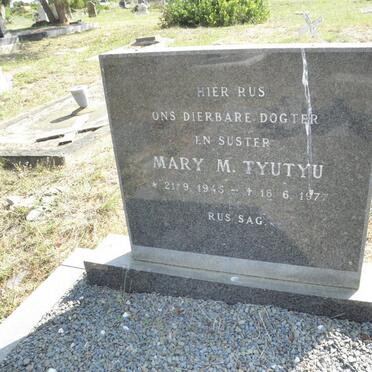 HIER RUS
ONS DIERBARE DOGTER
EN SUSTER
MARY M. TYUTYU
* 21. 9. 1945 - † 16. 6. 1977
RUS SAG.